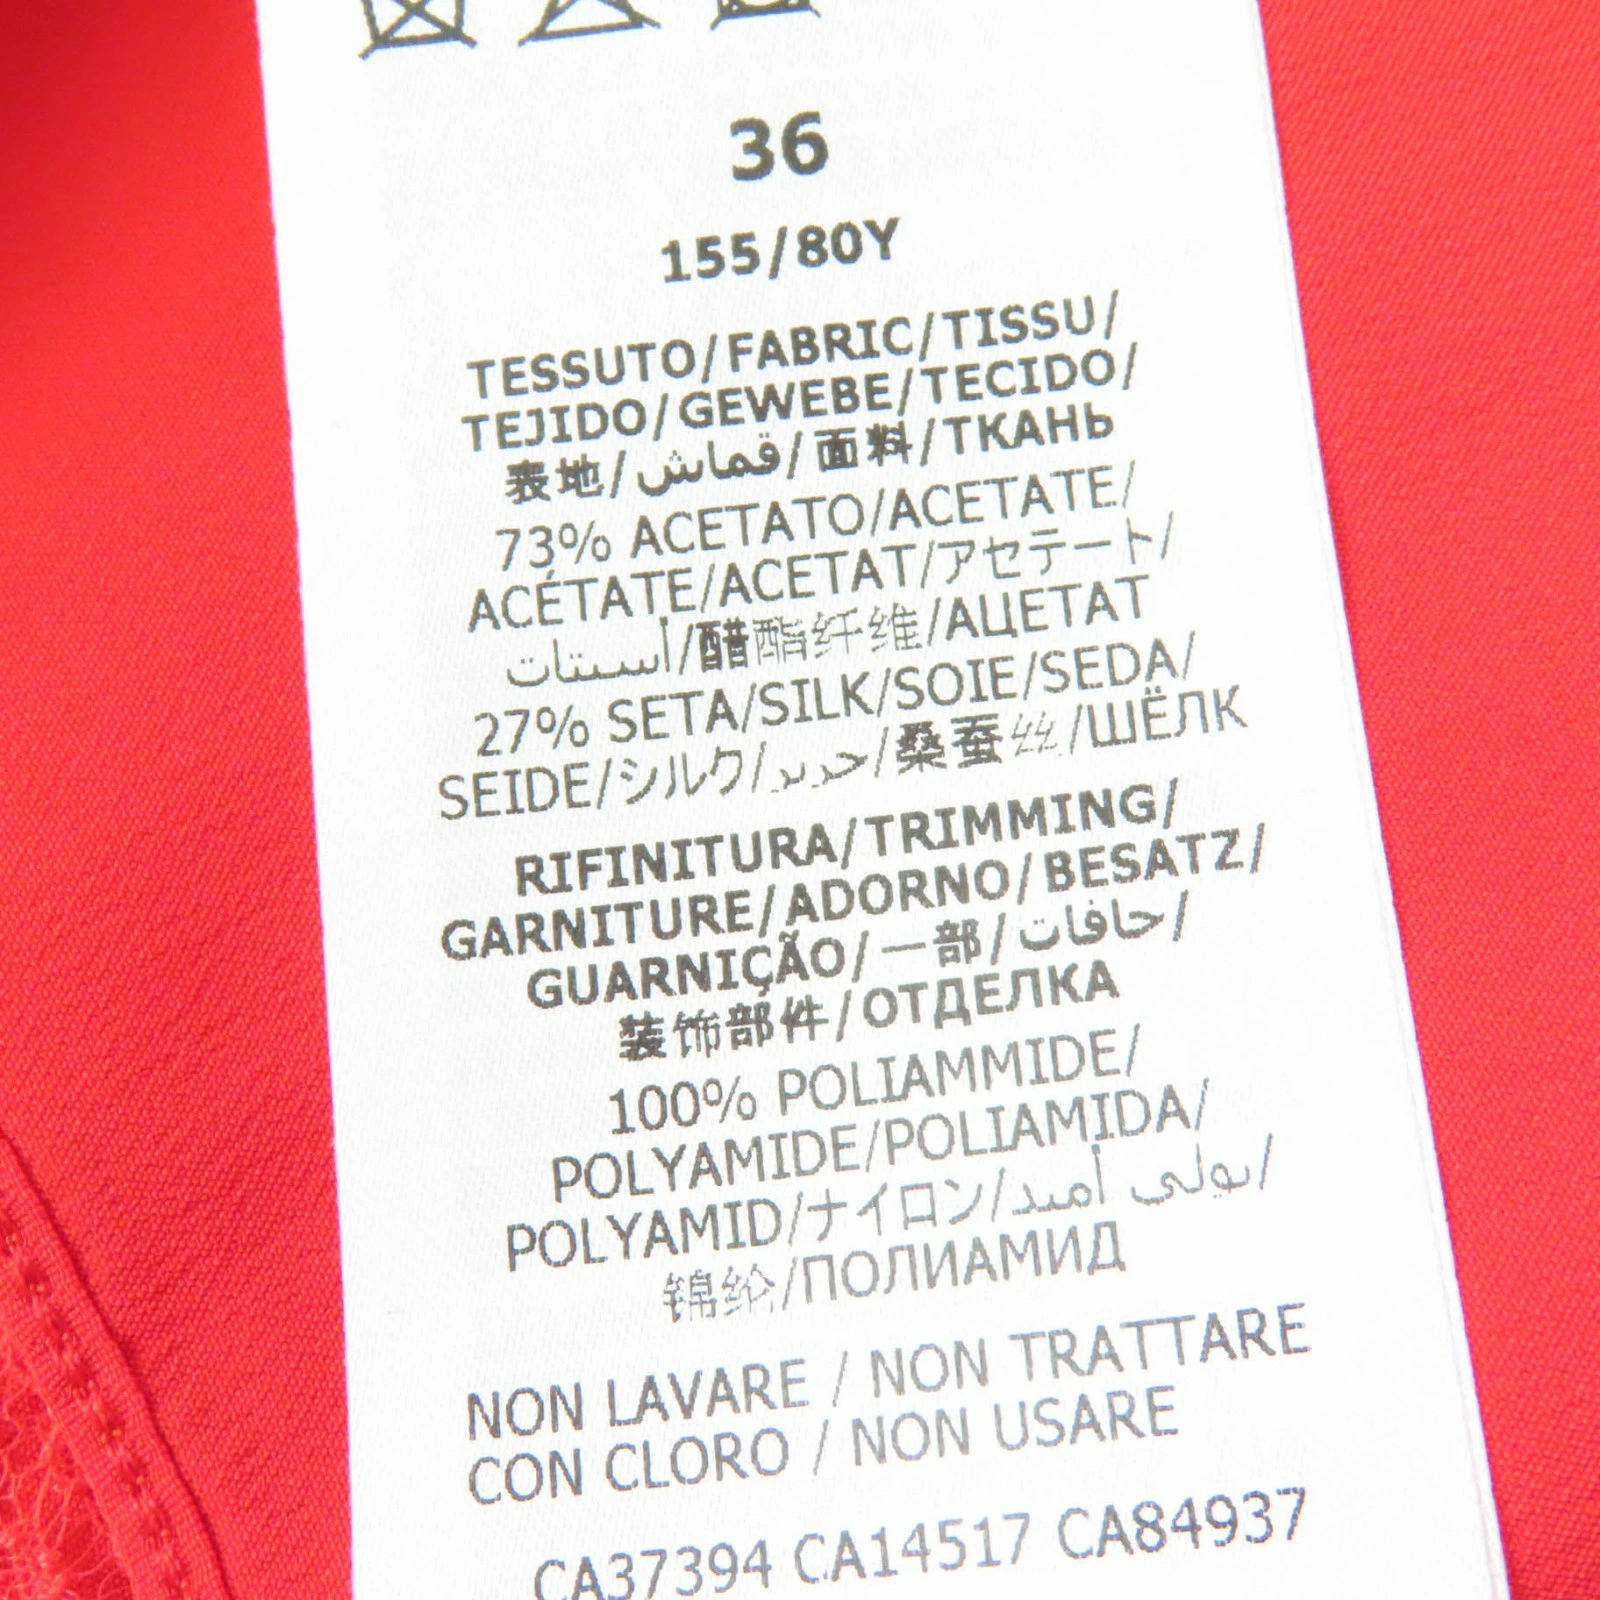 36
155/80Y
TESSUTO/FABRIC/TISSU/
TEJIDO/GEWEBE/TECIDO/
表地/قماش/面料/ТКАНЬ
73% ACETATO/ACETATE/
ACÉTATE/ACETAT/アセテート/
أستات/醋酯纤维/АЦЕТАТ
27% SETA/SILK/SOIE/SEDA/
SEIDE/シルク/حرير/桑蚕丝/ШЁЛК
RIFINITURA/TRIMMING/
GARNITURE/ADORNO/BESATZ/
GUARNIÇÃO/一部/حافات/
装饰部件/ОТДЕЛКА
100% POLIAMMIDE/
POLYAMIDE/POLIAMIDA/
POLYAMID/ナイロン/بولي أميد/
锦纶/ПОЛИАМИД
NON LAVARE / NON TRATTARE
CON CLORO / NON USARE
CA37394 CA14517 CA84937